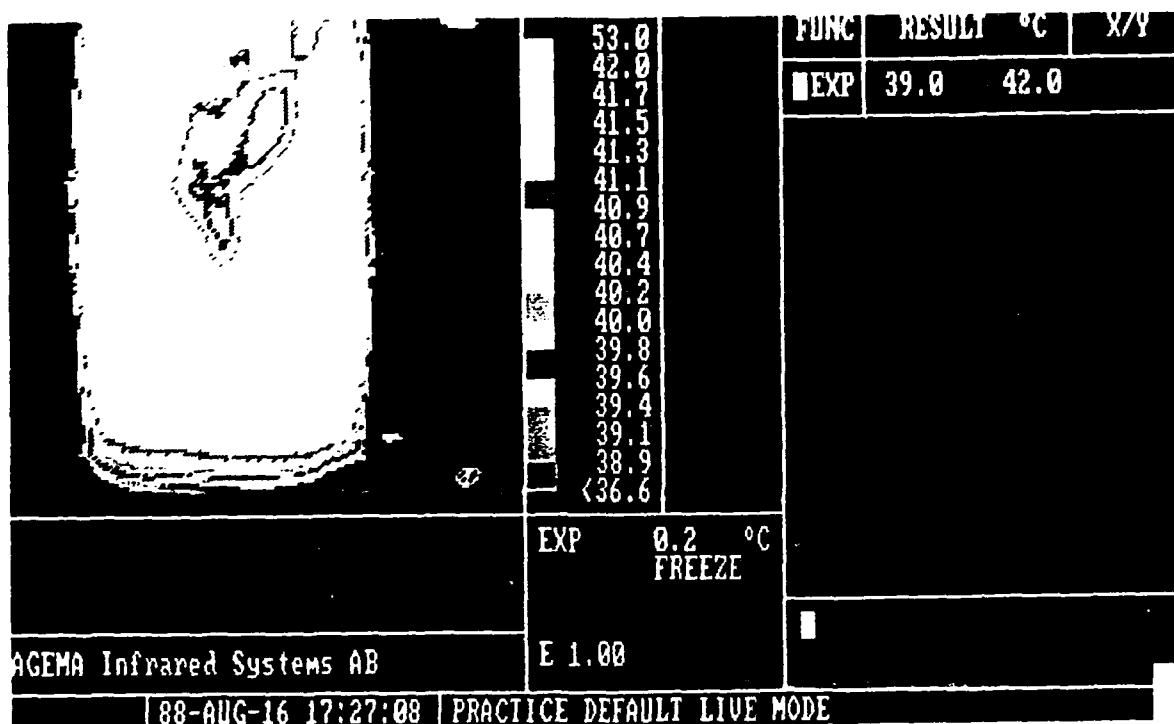 53.0
42.0
41.7
41.5
41.3
41.1
40.9
40.7
40.4
40.2
40.0
39.8
39.6
39.4
39.1
38.9
<36.6
FUNC RESULT °C X/Y
EXP 39.0 42.0
EXP 0.2 °C
FREEZE
E 1.00
AGEMA Infrared Systems AB
88-AUG-16 17:27:08 PRACTICE DEFAULT LIVE MODE